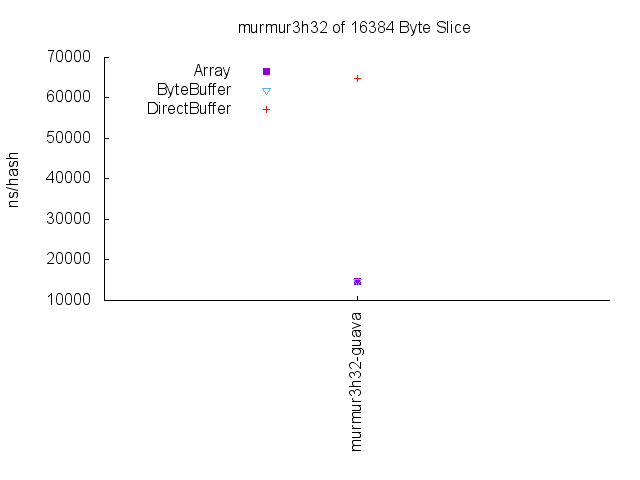 murmur3h32 of 16384 Byte Slice
70000
60000
50000
40000
30000
20000
10000
ns/hash
Array
ByteBuffer
DirectBuffer
murmur3h32-guava